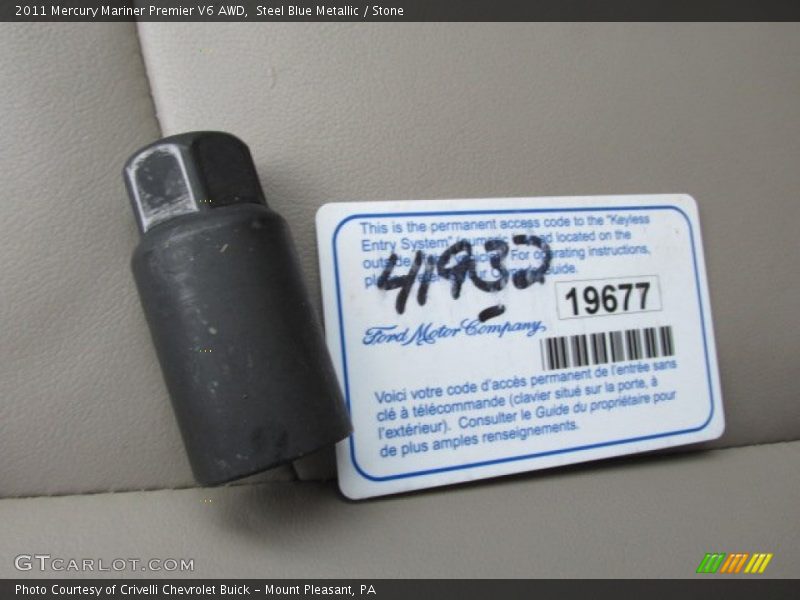 2011 Mercury Mariner Premier V6 AWD,  Steel Blue Metallic / Stone
This is the permanent access code to the "Keyless
Entry System" located on the
For operating instructions,
Guide.
41932
19677
Ford Motor Company,
Voici votre code d'accès permanent de l'entrée sans
clé à télécommande (clavier situé sur la porte, à
l'extérieur). Consulter le Guide du propriétaire pour
de plus amples renseignements.
GTCARLOT.COM
Photo Courtesy of Crivelli Chevrolet Buick – Mount Pleasant, PA